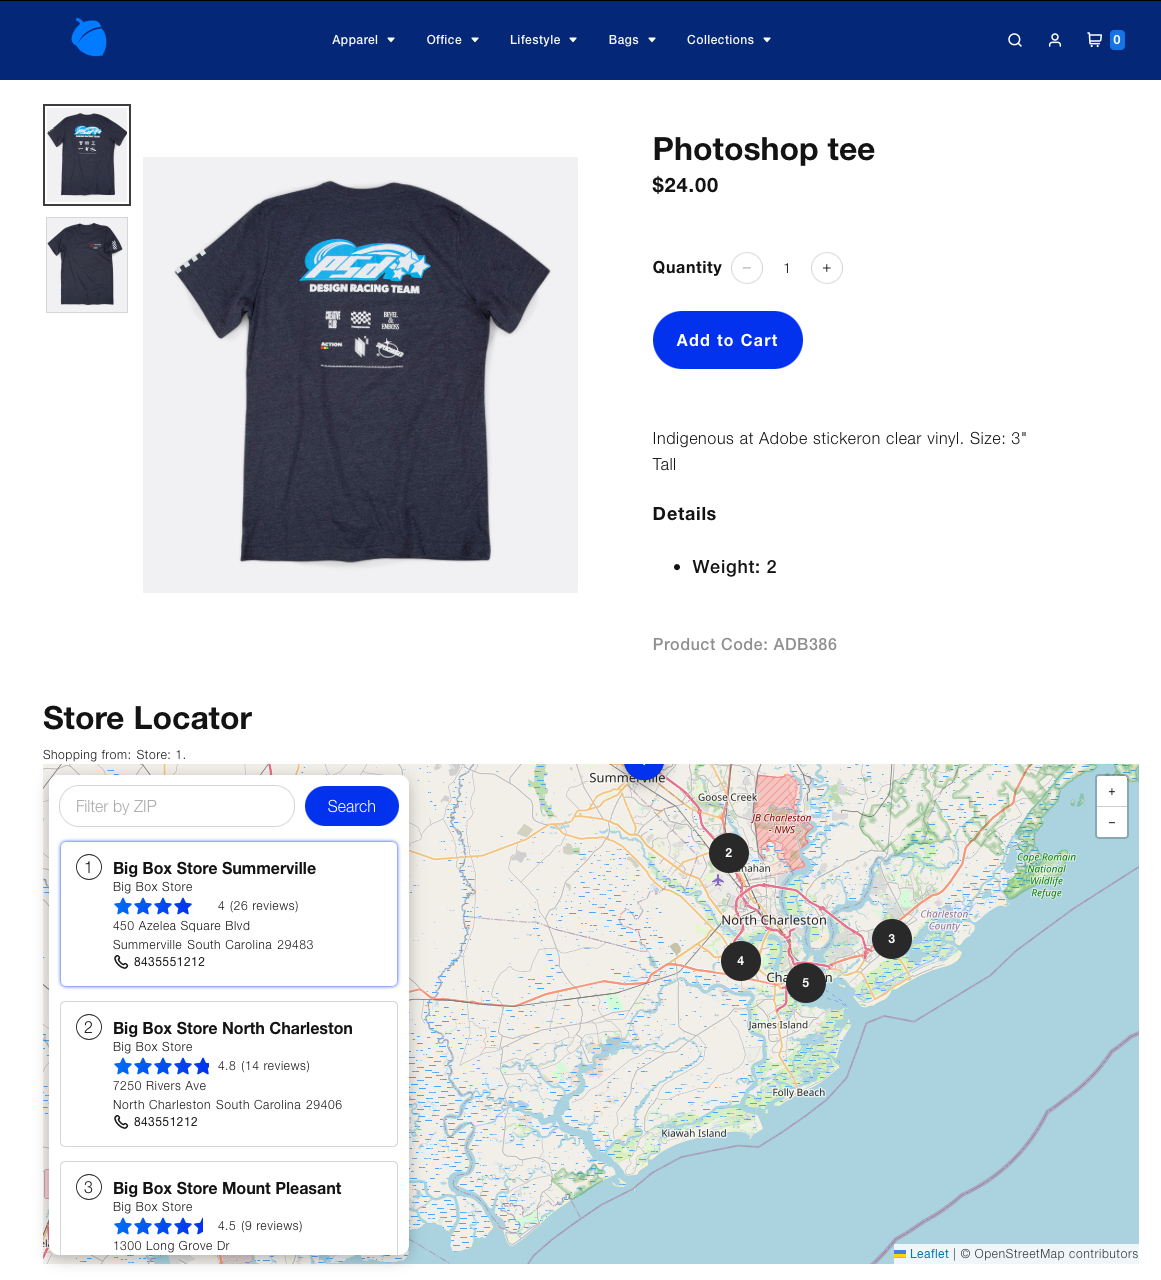 Apparel
Office
Lifestyle
Bags
Collections
0
Photoshop tee
$24.00
Quantity − 1 +
Add to Cart
psd
DESIGN RACING TEAM
CREATIVE
CLUB
BEVEL
&
EMBOSS
ACTION
Indigenous at Adobe stickeron clear vinyl. Size: 3"
Tall
Details
• Weight: 2
Product Code: ADB386
Store Locator
Shopping from: Store: 1.
Filter by ZIP
Search
1
Big Box Store Summerville
Big Box Store
4 (26 reviews)
450 Azelea Square Blvd
Summerville South Carolina 29483
8435551212
2
Big Box Store North Charleston
Big Box Store
4.8 (14 reviews)
7250 Rivers Ave
North Charleston South Carolina 29406
843551212
3
Big Box Store Mount Pleasant
Big Box Store
4.5 (9 reviews)
1300 Long Grove Dr
Goose Creek
JB Charleston
- NWS
2
North Charleston
3
4
5
James Island
Folly Beach
Kiawah Island
Charleston
County
Cape Romain
National
Wildlife
Refuge
+
−
Leaflet | © OpenStreetMap contributors